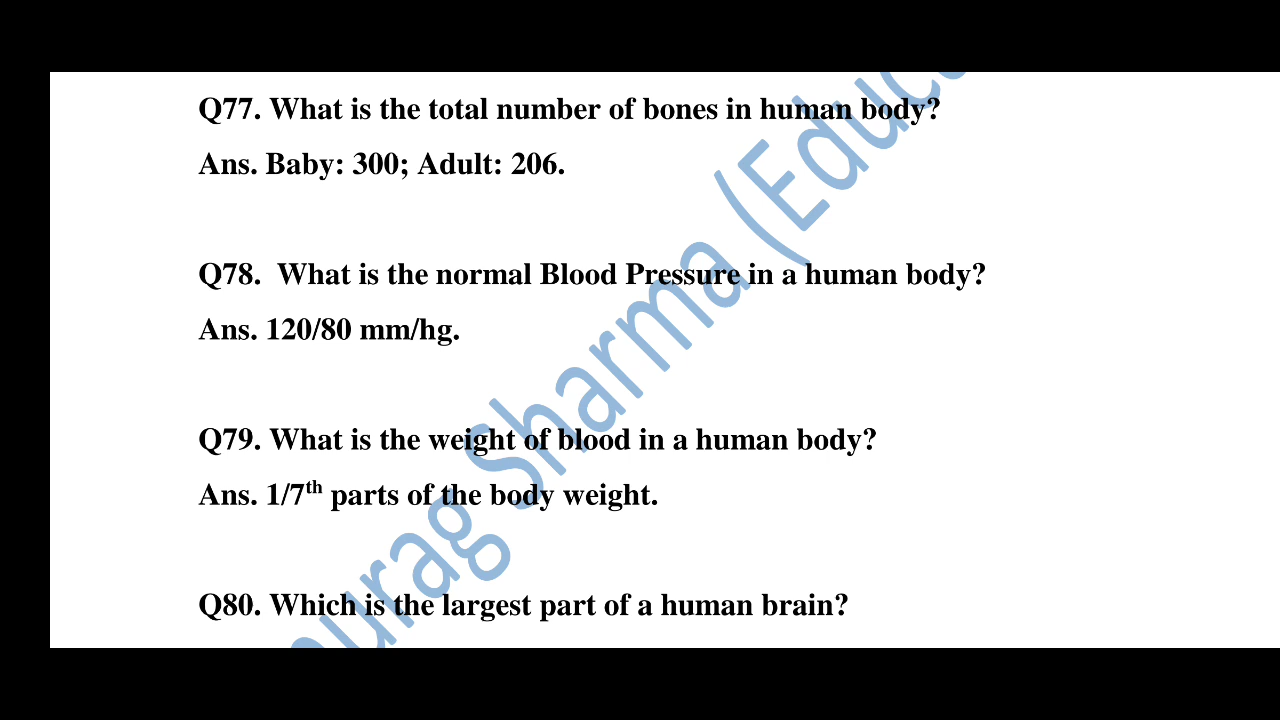 Q77. What is the total number of bones in human body?
Ans. Baby: 300; Adult: 206.
Q78.  What is the normal Blood Pressure in a human body?
Ans. 120/80 mm/hg.
Q79. What is the weight of blood in a human body?
Ans. 1/7th parts of the body weight.
Q80. Which is the largest part of a human brain?
urag Sharma (Educ